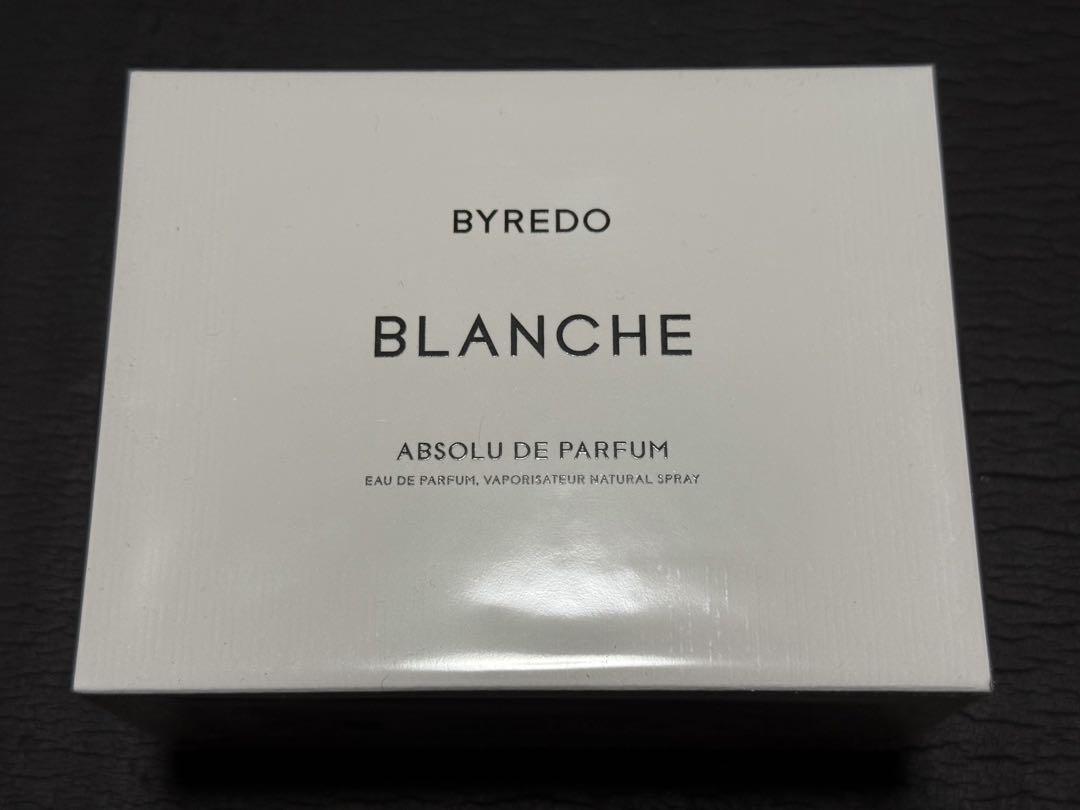 BYREDO
BLANCHE
ABSOLU DE PARFUM
EAU DE PARFUM, VAPORISATEUR NATURAL SPRAY